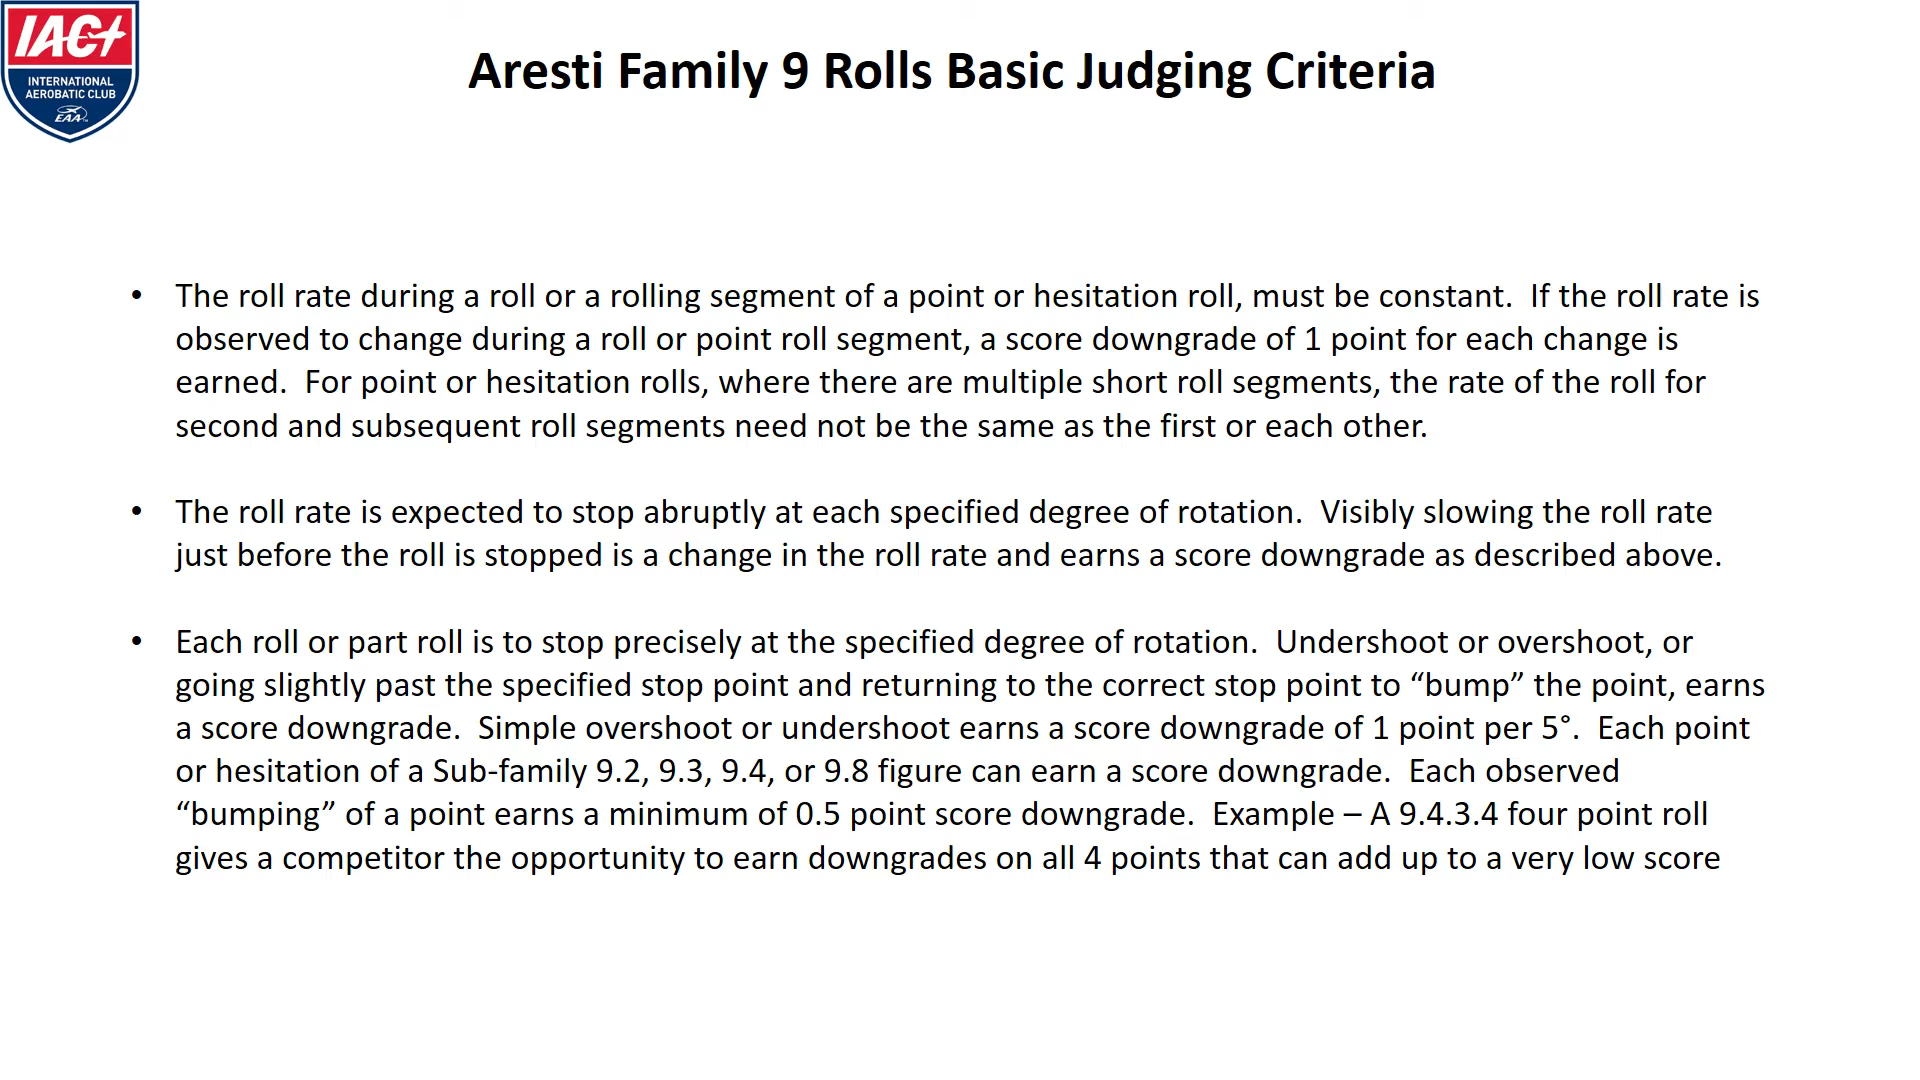 IAC
INTERNATIONAL
AEROBATIC CLUB
EAA
Aresti Family 9 Rolls Basic Judging Criteria
• The roll rate during a roll or a rolling segment of a point or hesitation roll, must be constant.  If the roll rate is
observed to change during a roll or point roll segment, a score downgrade of 1 point for each change is
earned.  For point or hesitation rolls, where there are multiple short roll segments, the rate of the roll for
second and subsequent roll segments need not be the same as the first or each other.
• The roll rate is expected to stop abruptly at each specified degree of rotation.  Visibly slowing the roll rate
just before the roll is stopped is a change in the roll rate and earns a score downgrade as described above.
• Each roll or part roll is to stop precisely at the specified degree of rotation.  Undershoot or overshoot, or
going slightly past the specified stop point and returning to the correct stop point to “bump” the point, earns
a score downgrade.  Simple overshoot or undershoot earns a score downgrade of 1 point per 5°.  Each point
or hesitation of a Sub-family 9.2, 9.3, 9.4, or 9.8 figure can earn a score downgrade.  Each observed
“bumping” of a point earns a minimum of 0.5 point score downgrade.  Example – A 9.4.3.4 four point roll
gives a competitor the opportunity to earn downgrades on all 4 points that can add up to a very low score